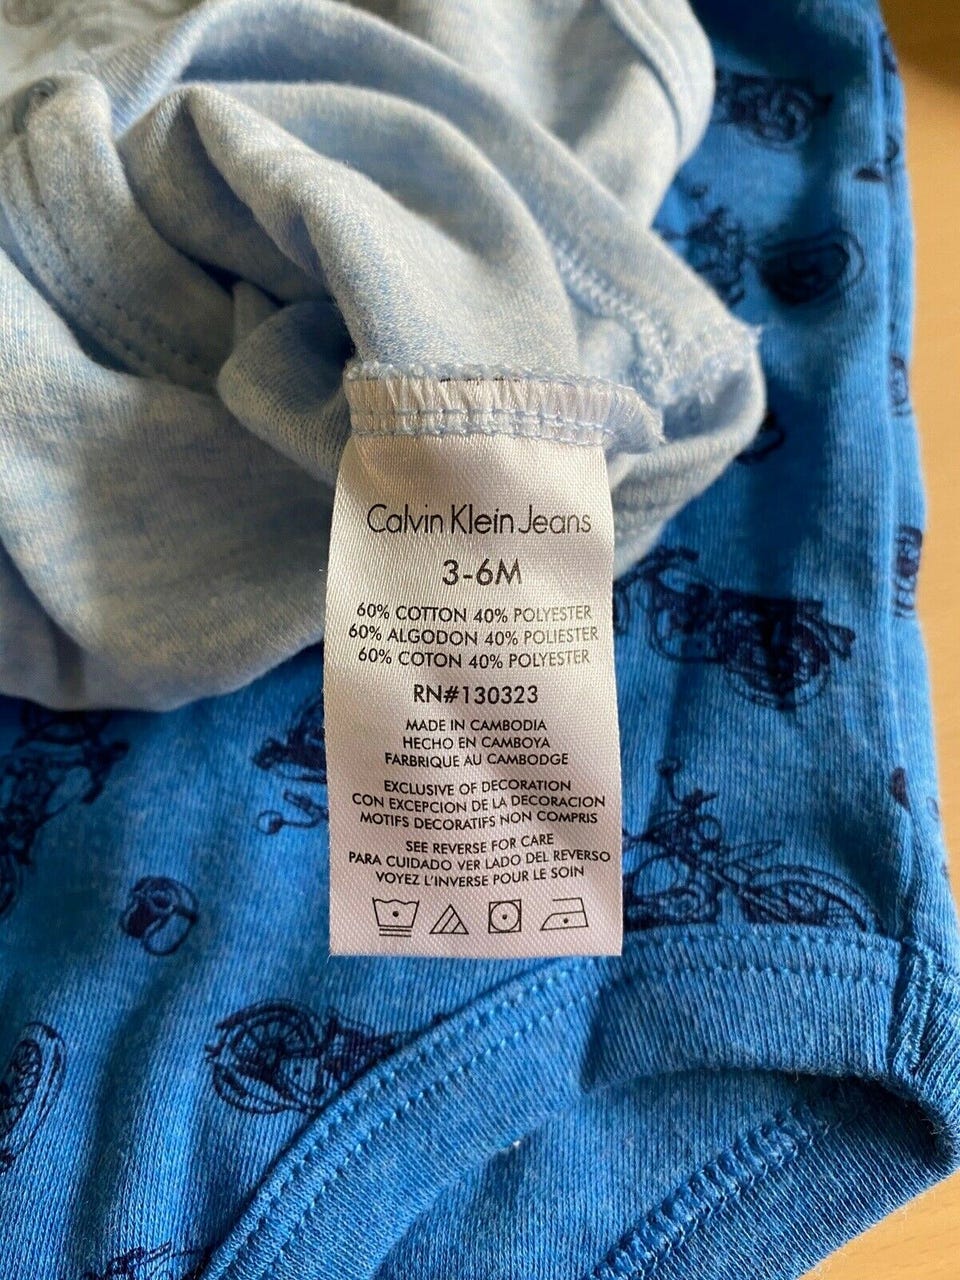 Calvin Klein Jeans
3-6M
60% COTTON 40% POLYESTER
60% ALGODON 40% POLIESTER
60% COTON 40% POLYESTER
RN#130323
MADE IN CAMBODIA
HECHO EN CAMBOYA
FARBRIQUE AU CAMBODGE
EXCLUSIVE OF DECORATION
CON EXCEPCION DE LA DECORACION
MOTIFS DECORATIFS NON COMPRIS
SEE REVERSE FOR CARE
PARA CUIDADO VER LADO DEL REVERSO
VOYEZ L'INVERSE POUR LE SOIN